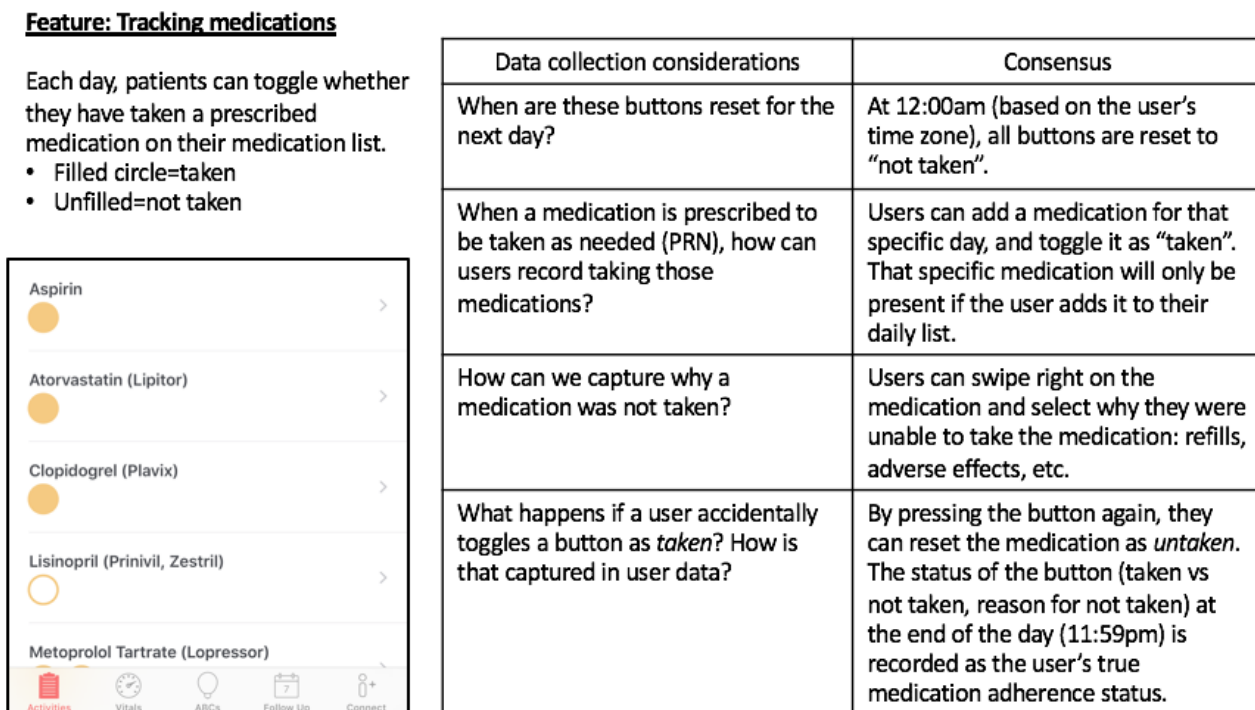 Feature: Tracking medications
Each day, patients can toggle whether
they have taken a prescribed
medication on their medication list.
• Filled circle=taken
• Unfilled=not taken
Aspirin
Atorvastatin (Lipitor)
Clopidogrel (Plavix)
Lisinopril (Prinivil, Zestril)
Metoprolol Tartrate (Lopressor)
7
Activities Vitals ABCs Follow Up Connect
Data collection considerations
Consensus
When are these buttons reset for the
next day?
At 12:00am (based on the user’s
time zone), all buttons are reset to
“not taken”.
When a medication is prescribed to
be taken as needed (PRN), how can
users record taking those
medications?
Users can add a medication for that
specific day, and toggle it as “taken”.
That specific medication will only be
present if the user adds it to their
daily list.
How can we capture why a
medication was not taken?
Users can swipe right on the
medication and select why they were
unable to take the medication: refills,
adverse effects, etc.
What happens if a user accidentally
toggles a button as taken? How is
that captured in user data?
By pressing the button again, they
can reset the medication as untaken.
The status of the button (taken vs
not taken, reason for not taken) at
the end of the day (11:59pm) is
recorded as the user’s true
medication adherence status.